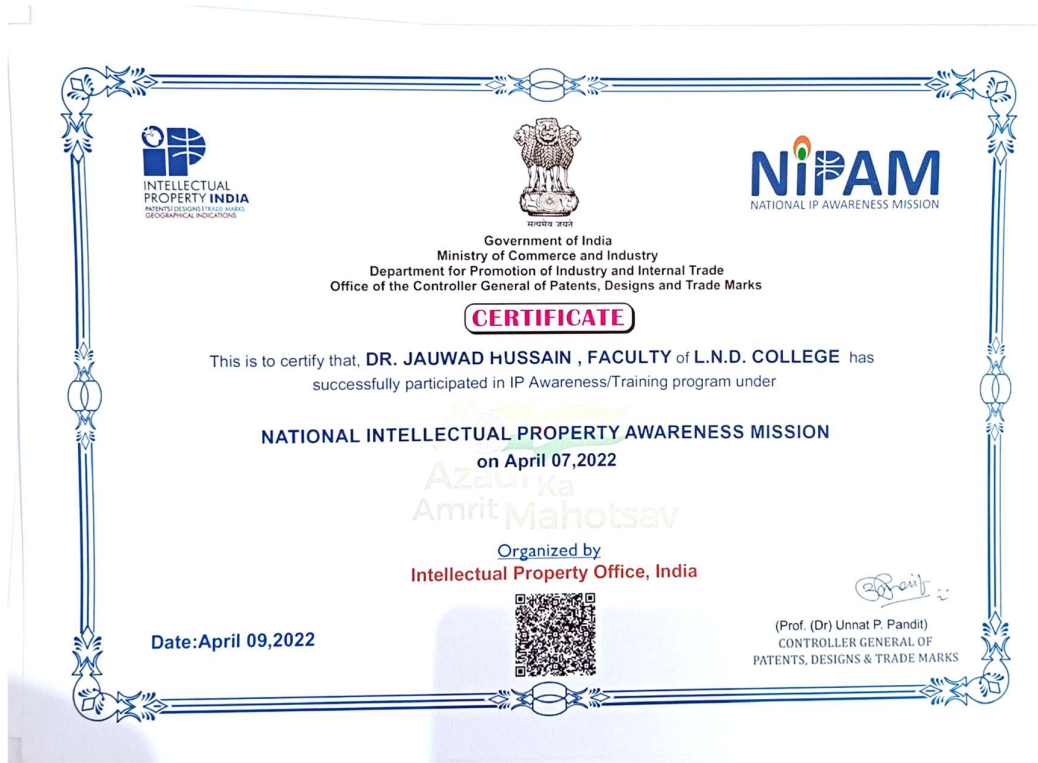 INTELLECTUAL
PROPERTY INDIA
PATENTS | DESIGNS | TRADE MARKS
GEOGRAPHICAL INDICATIONS
सत्यमेव जयते
NiPAM
NATIONAL IP AWARENESS MISSION
Government of India
Ministry of Commerce and Industry
Department for Promotion of Industry and Internal Trade
Office of the Controller General of Patents, Designs and Trade Marks
CERTIFICATE
This is to certify that, DR. JAUWAD HUSSAIN , FACULTY of L.N.D. COLLEGE has
successfully participated in IP Awareness/Training program under
NATIONAL INTELLECTUAL PROPERTY AWARENESS MISSION
on April 07,2022
Azadi Ka
Amrit Mahotsav
Organized by
Intellectual Property Office, India
Date:April 09,2022
(Prof. (Dr) Unnat P. Pandit)
CONTROLLER GENERAL OF
PATENTS, DESIGNS & TRADE MARKS